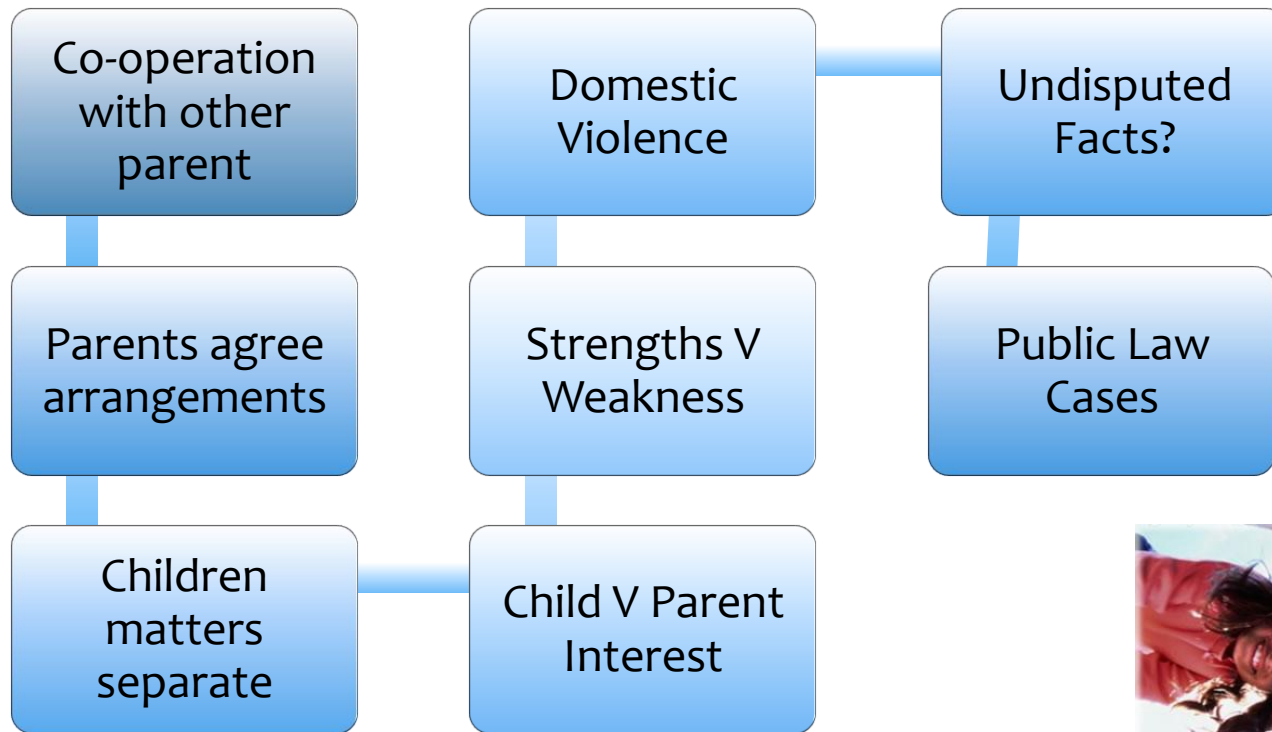 Co-operation
with other
parent
Parents agree
arrangements
Children
matters
separate
Child V Parent
Interest
Strengths V
Weakness
Domestic
Violence
Undisputed
Facts?
Public Law
Cases